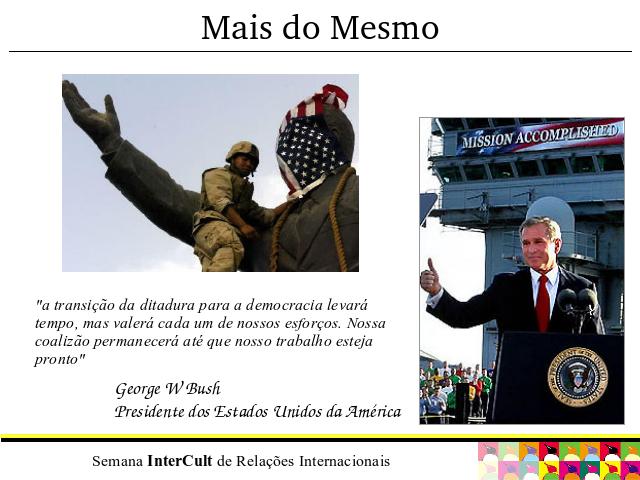 Mais do Mesmo
MISSION ACCOMPLISHED
"a transição da ditadura para a democracia levará
tempo, mas valerá cada um de nossos esforços. Nossa
coalizão permanecerá até que nosso trabalho esteja
pronto"
George W Bush
Presidente dos Estados Unidos da América
Semana InterCult de Relações Internacionais